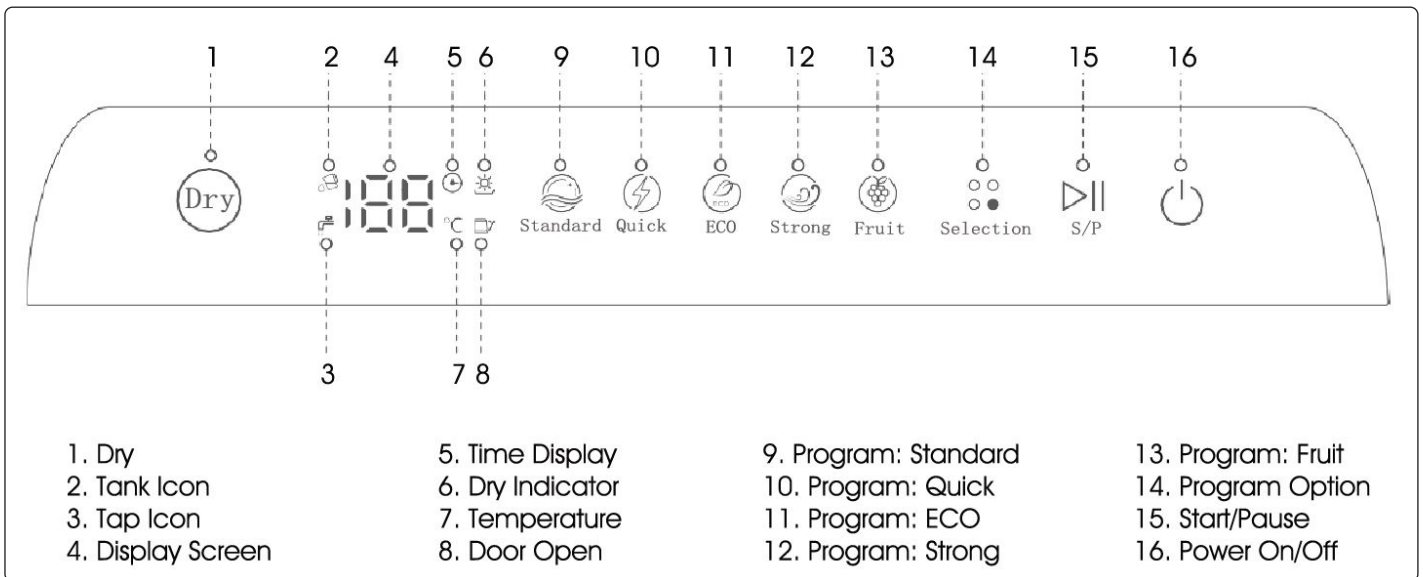 1 2 4 5 6 9 10 11 12 13 14 15 16
Dry 188
°C
Standard Quick ECO Strong Fruit Selection S/P
ECO
3 7 8
1. Dry
2. Tank Icon
3. Tap Icon
4. Display Screen
5. Time Display
6. Dry Indicator
7. Temperature
8. Door Open
9. Program: Standard
10. Program: Quick
11. Program: ECO
12. Program: Strong
13. Program: Fruit
14. Program Option
15. Start/Pause
16. Power On/Off